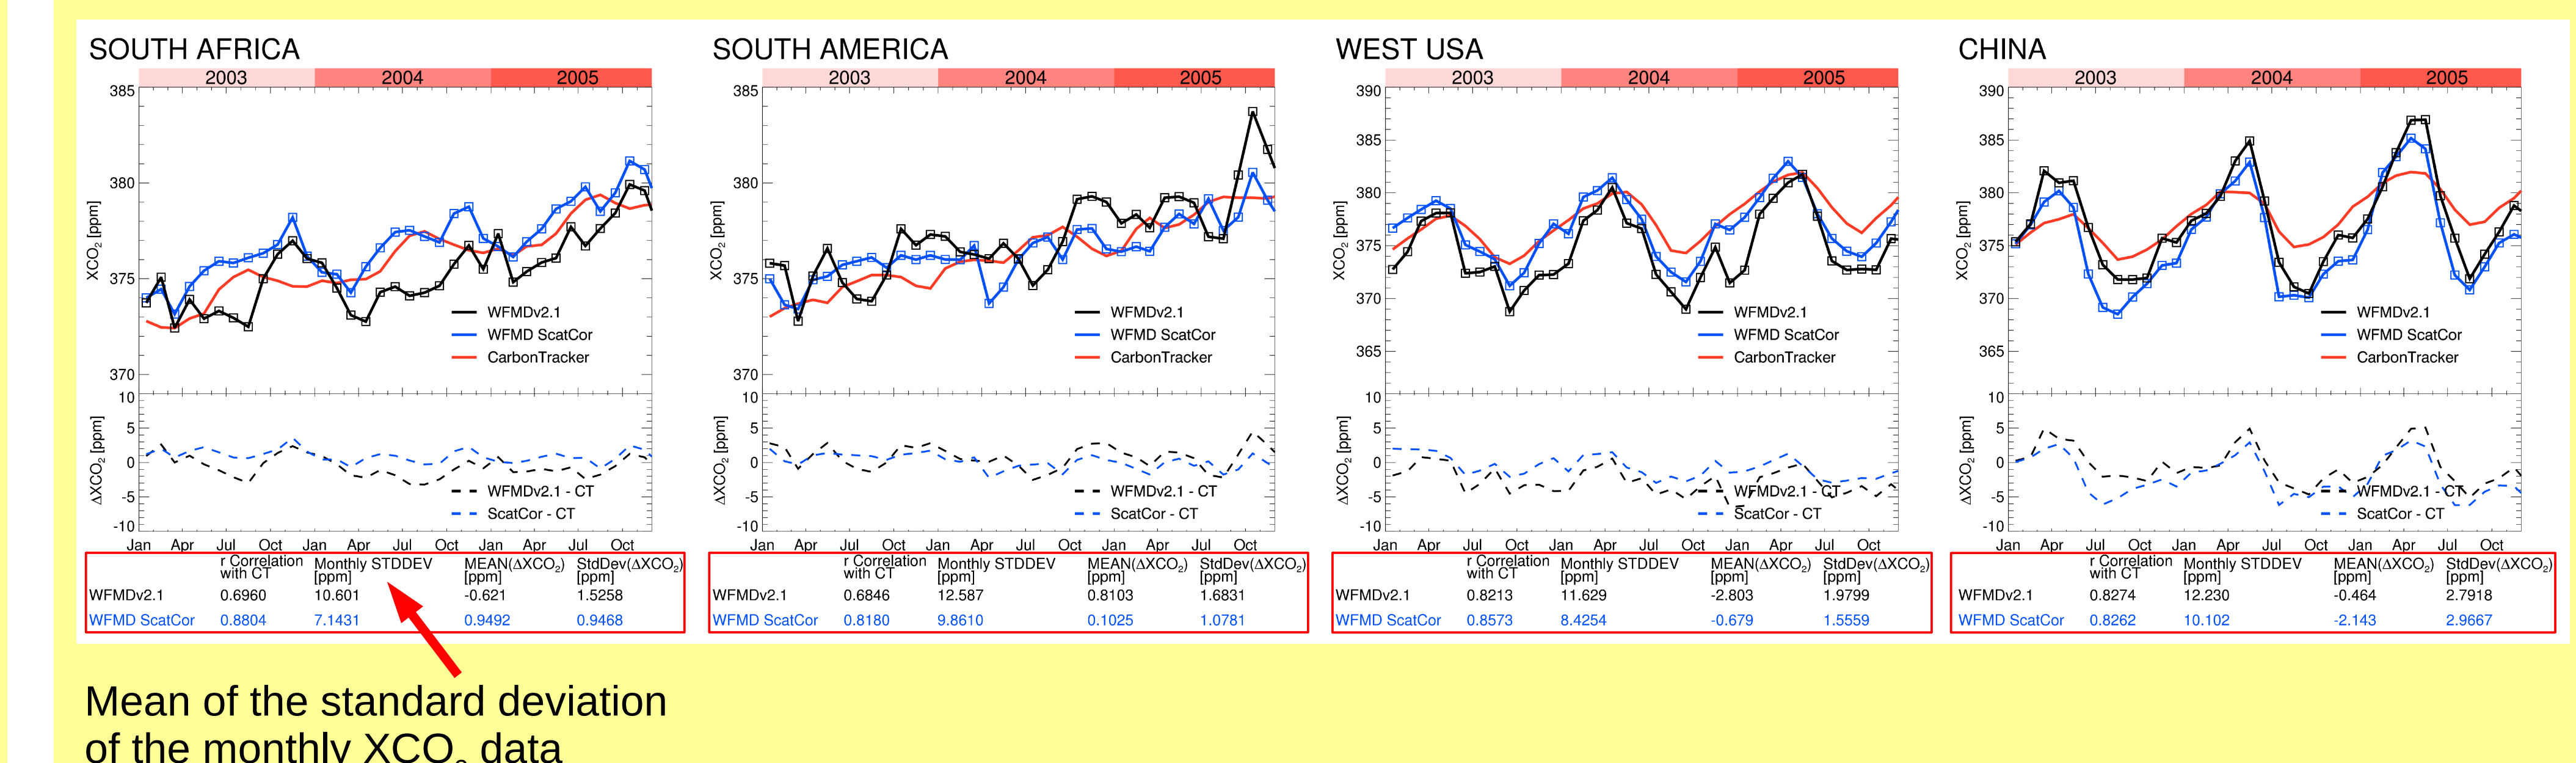 SOUTH AFRICA
2003 2004 2005
385
380
375
370
XCO₂ [ppm]
WFMDv2.1
WFMD ScatCor
CarbonTracker
10
5
0
-5
-10
ΔXCO₂ [ppm]
WFMDv2.1 - CT
ScatCor - CT
Jan Apr Jul Oct Jan Apr Jul Oct Jan Apr Jul Oct
r Correlation with CT Monthly STDDEV [ppm] MEAN(ΔXCO₂) [ppm] StdDev(ΔXCO₂) [ppm]
WFMDv2.1 0.6960 10.601 -0.621 1.5258
WFMD ScatCor 0.8804 7.1431 0.9492 0.9468
SOUTH AMERICA
2003 2004 2005
385
380
375
370
XCO₂ [ppm]
WFMDv2.1
WFMD ScatCor
CarbonTracker
10
5
0
-5
-10
ΔXCO₂ [ppm]
WFMDv2.1 - CT
ScatCor - CT
Jan Apr Jul Oct Jan Apr Jul Oct Jan Apr Jul Oct
r Correlation with CT Monthly STDDEV [ppm] MEAN(ΔXCO₂) [ppm] StdDev(ΔXCO₂) [ppm]
WFMDv2.1 0.6846 12.587 0.8103 1.6831
WFMD ScatCor 0.8180 9.8610 0.1025 1.0781
WEST USA
2003 2004 2005
390
385
380
375
370
365
XCO₂ [ppm]
WFMDv2.1
WFMD ScatCor
CarbonTracker
10
5
0
-5
-10
ΔXCO₂ [ppm]
WFMDv2.1 - CT
ScatCor - CT
Jan Apr Jul Oct Jan Apr Jul Oct Jan Apr Jul Oct
r Correlation with CT Monthly STDDEV [ppm] MEAN(ΔXCO₂) [ppm] StdDev(ΔXCO₂) [ppm]
WFMDv2.1 0.8213 11.629 -2.803 1.9799
WFMD ScatCor 0.8573 8.4254 -0.679 1.5559
CHINA
2003 2004 2005
390
385
380
375
370
365
XCO₂ [ppm]
WFMDv2.1
WFMD ScatCor
CarbonTracker
10
5
0
-5
-10
ΔXCO₂ [ppm]
WFMDv2.1 - CT
ScatCor - CT
Jan Apr Jul Oct Jan Apr Jul Oct Jan Apr Jul Oct
r Correlation with CT Monthly STDDEV [ppm] MEAN(ΔXCO₂) [ppm] StdDev(ΔXCO₂) [ppm]
WFMDv2.1 0.8274 12.230 -0.464 2.7918
WFMD ScatCor 0.8262 10.102 -2.143 2.9667
Mean of the standard deviation
of the monthly XCO₂ data